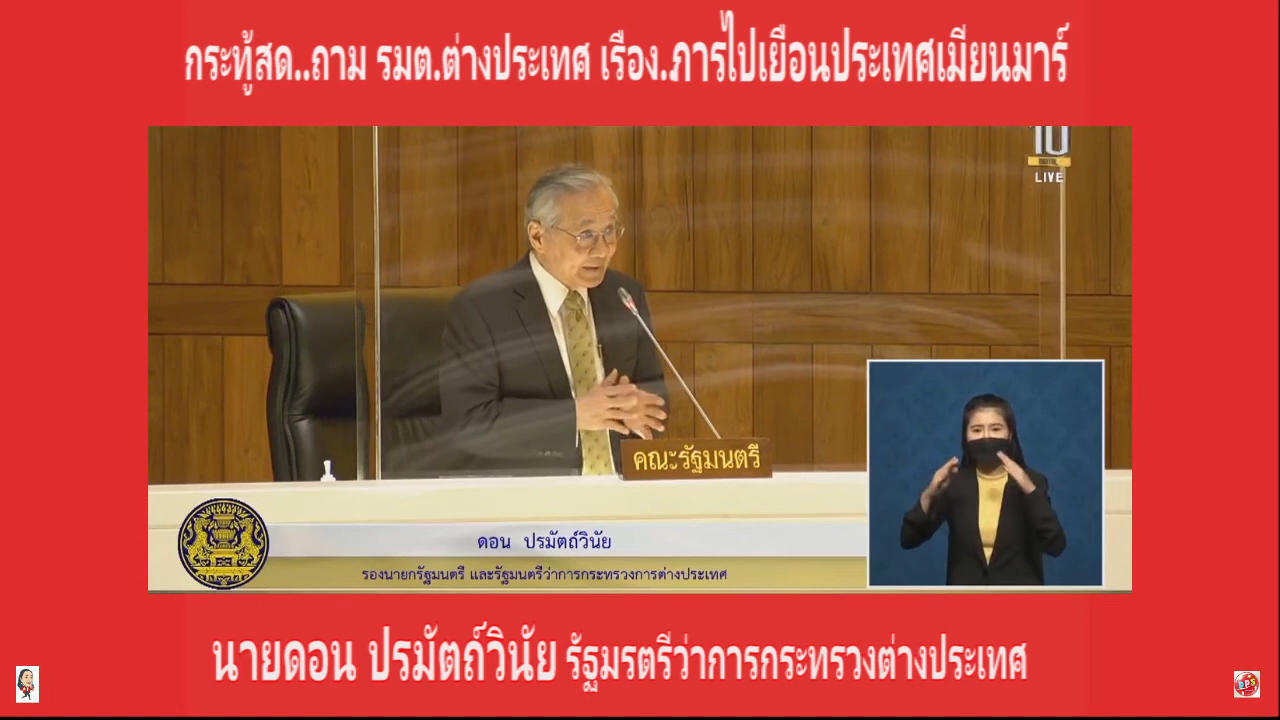 กระทู้สด..ถาม รมต.ต่างประเทศ เรื่อง.ภารไปเยือนประเทศเมียนมาร์
10
LIVE
คณะรัฐมนตรี
ดอน ปรมัตถ์วินัย
รองนายกรัฐมนตรี และรัฐมนตรีว่าการกระทรวงการต่างประเทศ
นายดอน ปรมัตถ์วินัย รัฐมรตรีว่าการกระทรวงต่างประเทศ
DPS